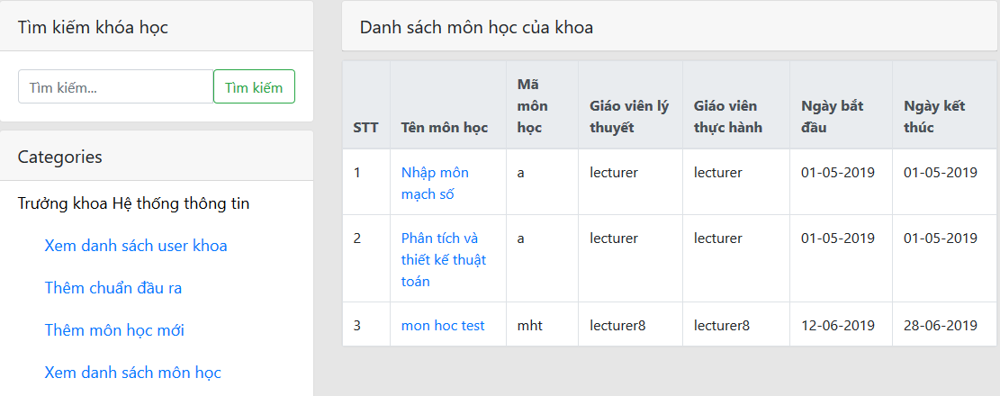 Tìm kiếm khóa học
Tìm kiếm...
Tìm kiếm
Categories
Trưởng khoa Hệ thống thông tin
Xem danh sách user khoa
Thêm chuẩn đầu ra
Thêm môn học mới
Xem danh sách môn học
Danh sách môn học của khoa
STT
Tên môn học
Mã
môn
học
Giáo viên lý
thuyết
Giáo viên
thực hành
Ngày bắt
đầu
Ngày kết
thúc
1
Nhập môn
mạch số
a
lecturer
lecturer
01-05-2019
01-05-2019
2
Phân tích và
thiết kế thuật
toán
a
lecturer
lecturer
01-05-2019
01-05-2019
3
mon hoc test
mht
lecturer8
lecturer8
12-06-2019
28-06-2019